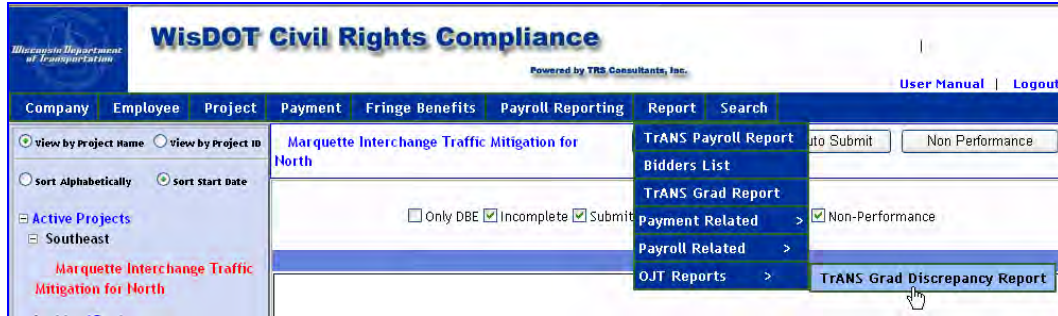 Wisconsin Department
of Transportation
WisDOT Civil Rights Compliance
Powered by TRS Consultants, Inc.
User Manual | Logout
Company Employee Project Payment Fringe Benefits Payroll Reporting Report Search
View by Project Name View by Project ID
Sort Alphabetically Sort Start Date
Active Projects
Southeast
Marquette Interchange Traffic
Mitigation for North
Marquette Interchange Traffic Mitigation for
North
uto Submit Non Performance
Only DBE Incomplete Submit Non-Performance
TrANS Payroll Report
Bidders List
TrANS Grad Report
Payment Related >
Payroll Related >
OJT Reports >
TrANS Grad Discrepancy Report